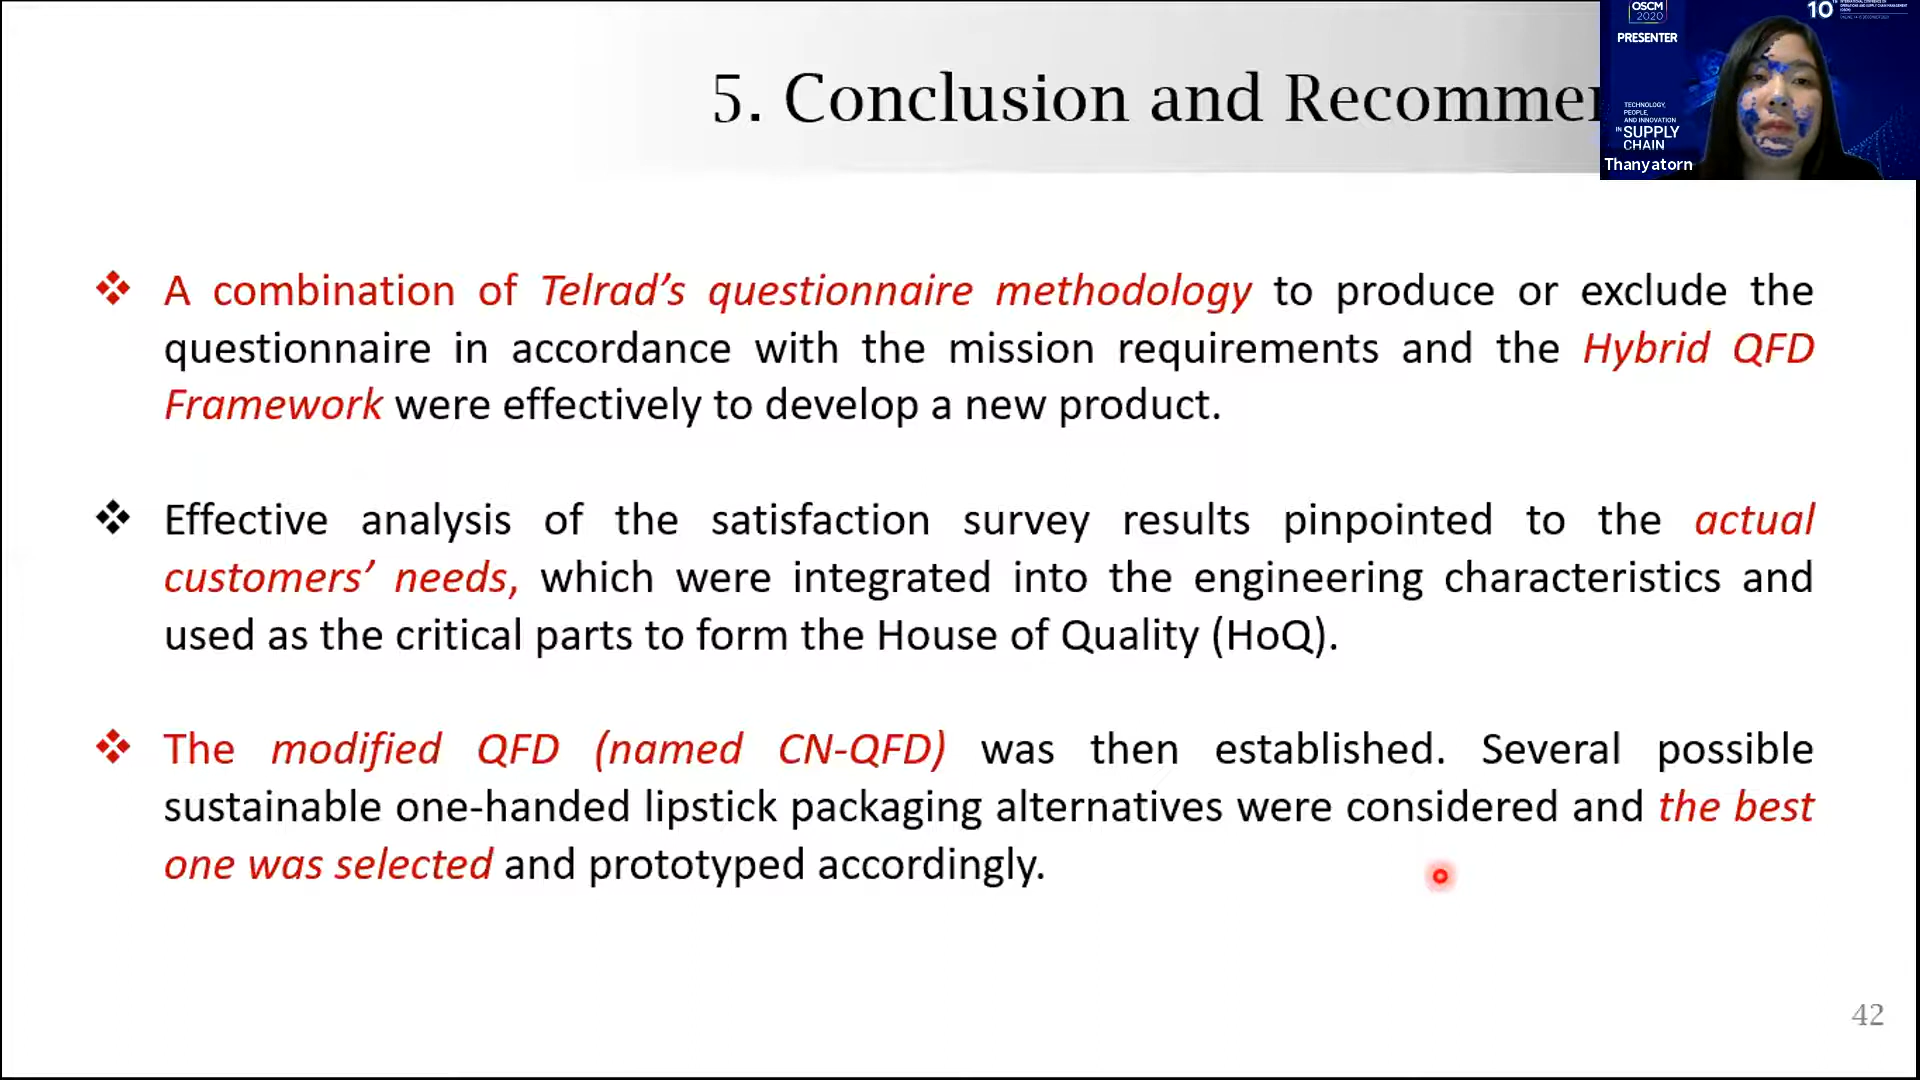 5. Conclusion and Recommen
OSCM
2020
PRESENTER
10
TECHNOLOGY,
PEOPLE,
AND INNOVATION
IN SUPPLY
CHAIN
Thanyatorn
❖ A combination of Telrad’s questionnaire methodology to produce or exclude the
questionnaire in accordance with the mission requirements and the Hybrid QFD
Framework were effectively to develop a new product.
❖ Effective analysis of the satisfaction survey results pinpointed to the actual
customers’ needs, which were integrated into the engineering characteristics and
used as the critical parts to form the House of Quality (HoQ).
❖ The modified QFD (named CN-QFD) was then established. Several possible
sustainable one-handed lipstick packaging alternatives were considered and the best
one was selected and prototyped accordingly.
42